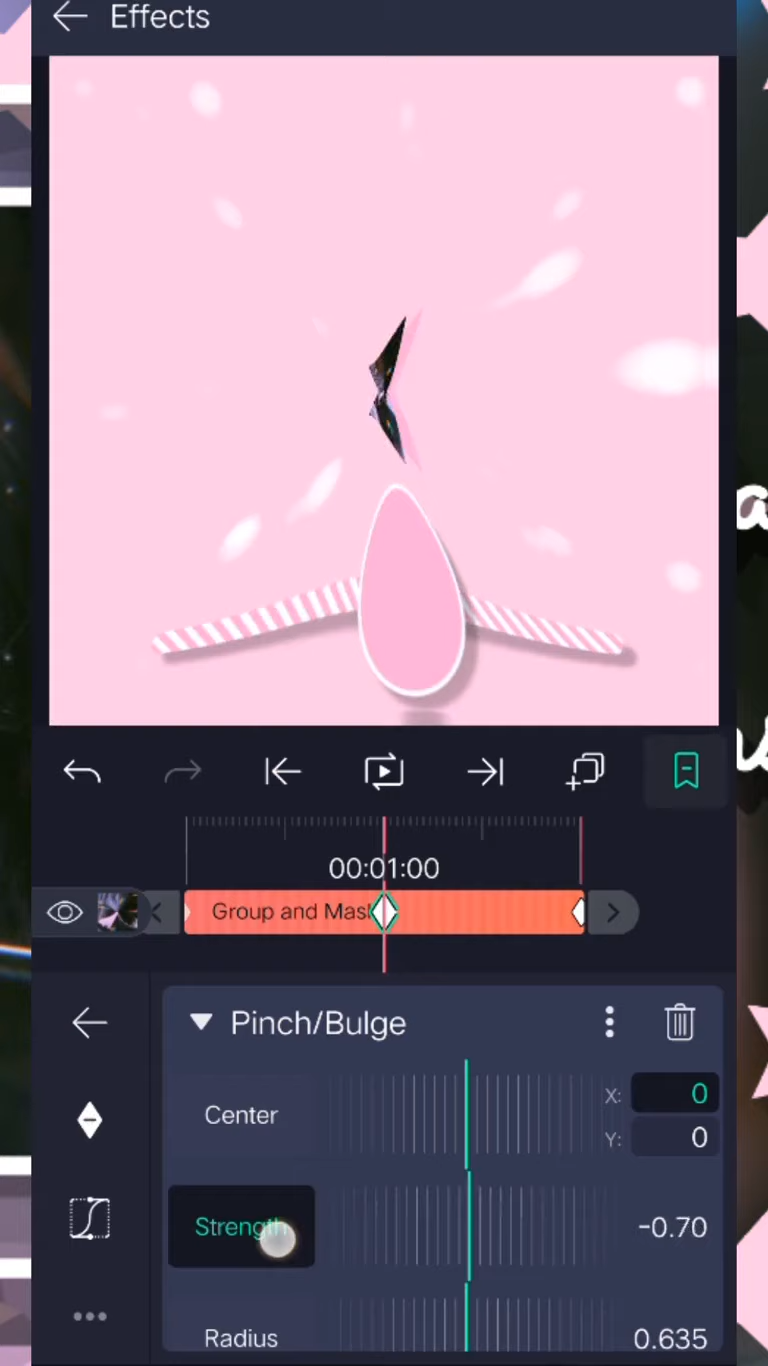 Effects
00:01:00
Group and Mas
Pinch/Bulge
Center
X: 0
Y: 0
Strength
-0.70
Radius
0.635